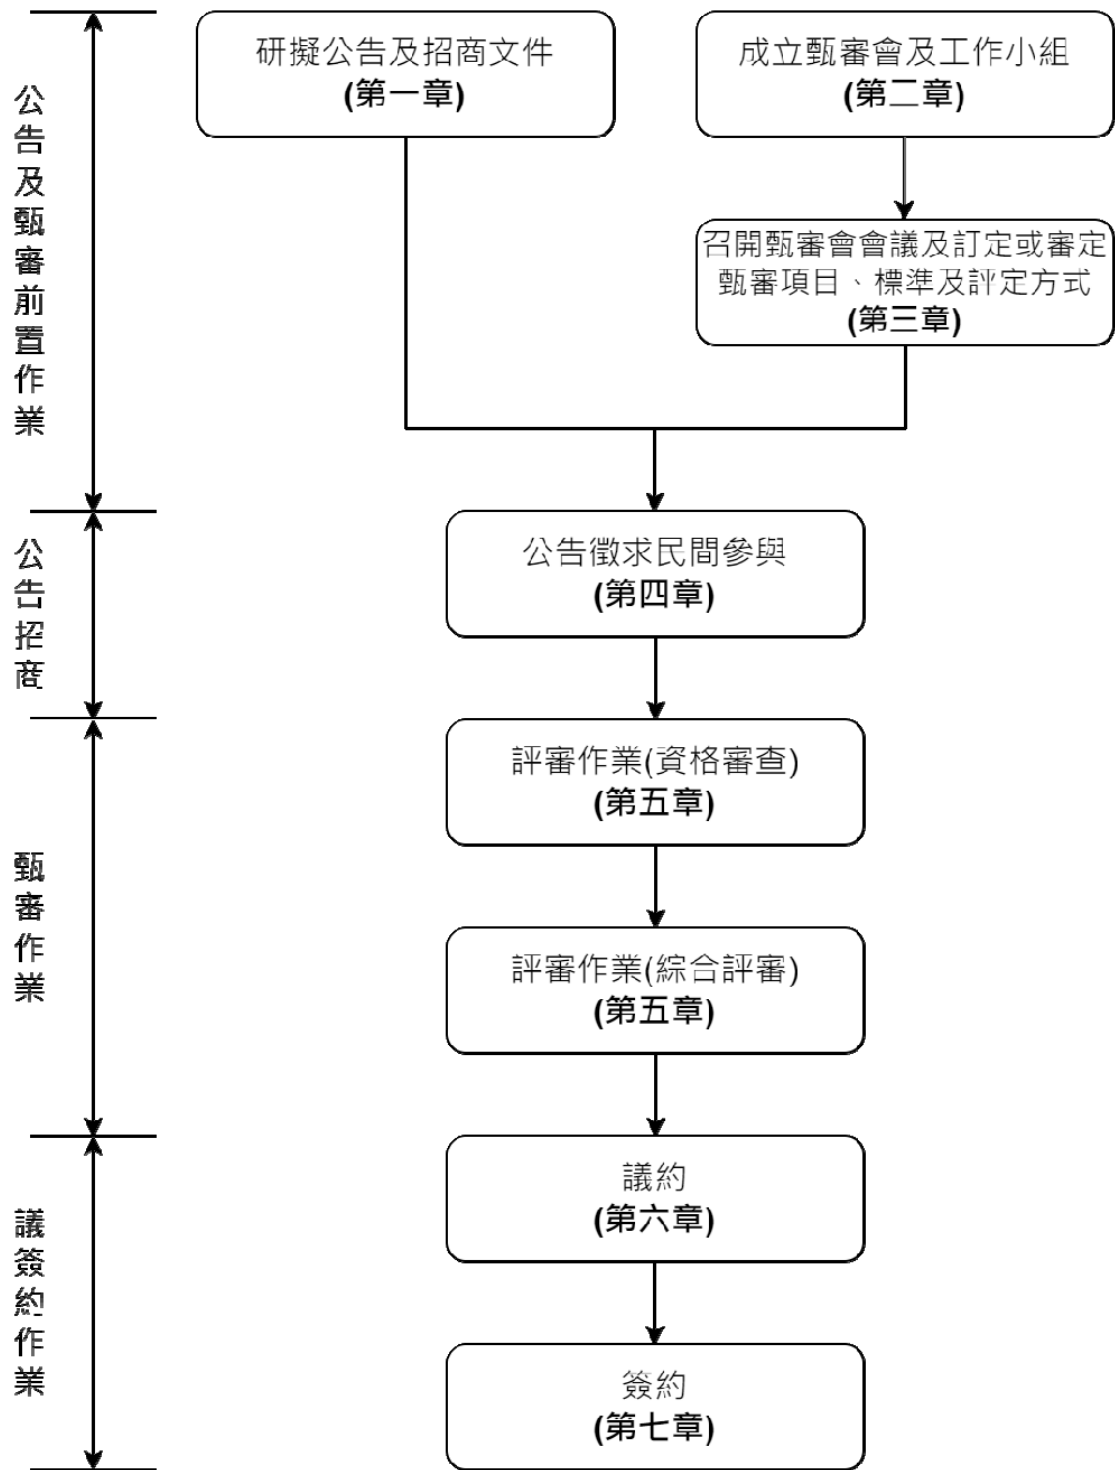 公告及甄審前置作業
研擬公告及招商文件
(第一章)
成立甄審會及工作小組
(第二章)
召開甄審會會議及訂定或審定
甄審項目、標準及評定方式
(第三章)
公告招商
公告徵求民間參與
(第四章)
甄審作業
評審作業(資格審查)
(第五章)
評審作業(綜合評審)
(第五章)
議簽約作業
議約
(第六章)
簽約
(第七章)